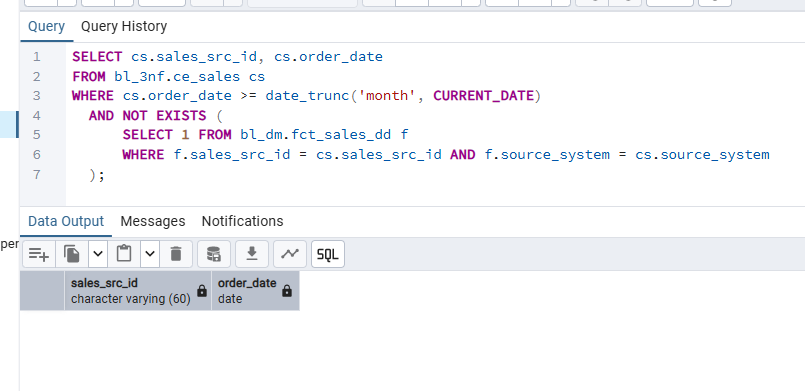 Query Query History
1 SELECT cs.sales_src_id, cs.order_date
2 FROM bl_3nf.ce_sales cs
3 WHERE cs.order_date >= date_trunc('month', CURRENT_DATE)
4 AND NOT EXISTS (
5 SELECT 1 FROM bl_dm.fct_sales_dd f
6 WHERE f.sales_src_id = cs.sales_src_id AND f.source_system = cs.source_system
7 );
Data Output Messages Notifications
per
SQL
sales_src_id order_date
character varying (60) date